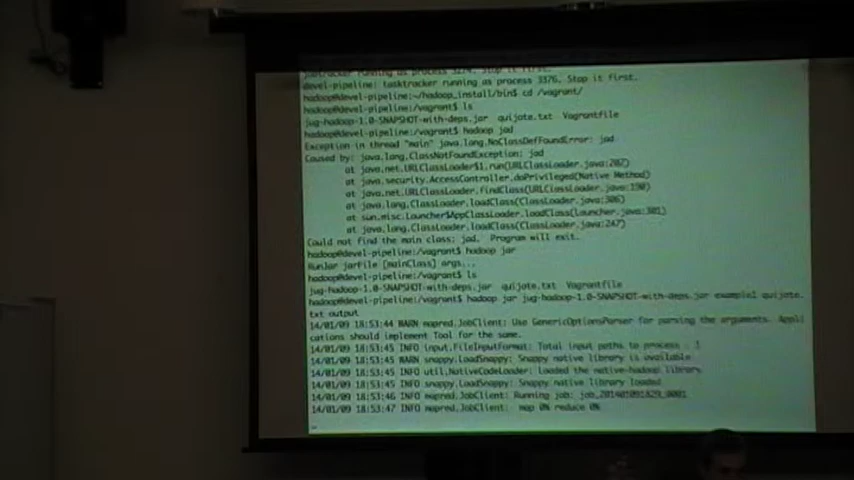 jobtracker running as process 3274. Stop it first.
devel-pipeline: tasktracker running as process 3376. Stop it first.
hadoop@devel-pipeline:~/hadoop_install/bin$ cd /vagrant/
hadoop@devel-pipeline:/vagrant$ ls
jug-hadoop-1.0-SNAPSHOT-with-deps.jar quijote.txt Vagrantfile
hadoop@devel-pipeline:/vagrant$ hadoop jad
Exception in thread "main" java.lang.NoClassDefFoundError: jad
Caused by: java.lang.ClassNotFoundException: jad
at java.net.URLClassLoader$1.run(URLClassLoader.java:202)
at java.security.AccessController.doPrivileged(Native Method)
at java.net.URLClassLoader.findClass(URLClassLoader.java:190)
at java.lang.ClassLoader.loadClass(ClassLoader.java:306)
at sun.misc.Launcher$AppClassLoader.loadClass(Launcher.java:301)
at java.lang.ClassLoader.loadClass(ClassLoader.java:247)
Could not find the main class: jad. Program will exit.
hadoop@devel-pipeline:/vagrant$ hadoop jar
RunJar jarFile [mainClass] args...
hadoop@devel-pipeline:/vagrant$ ls
jug-hadoop-1.0-SNAPSHOT-with-deps.jar quijote.txt Vagrantfile
hadoop@devel-pipeline:/vagrant$ hadoop jar jug-hadoop-1.0-SNAPSHOT-with-deps.jar example1 quijote.
txt output
14/01/09 18:53:44 WARN mapred.JobClient: Use GenericOptionsParser for parsing the arguments. Appli
cations should implement Tool for the same.
14/01/09 18:53:45 INFO input.FileInputFormat: Total input paths to process : 1
14/01/09 18:53:45 WARN snappy.LoadSnappy: Snappy native library is available
14/01/09 18:53:45 INFO util.NativeCodeLoader: Loaded the native-hadoop library
14/01/09 18:53:45 INFO snappy.LoadSnappy: Snappy native library loaded
14/01/09 18:53:46 INFO mapred.JobClient: Running job: job_201401091829_0001
14/01/09 18:53:47 INFO mapred.JobClient: map 0% reduce 0%